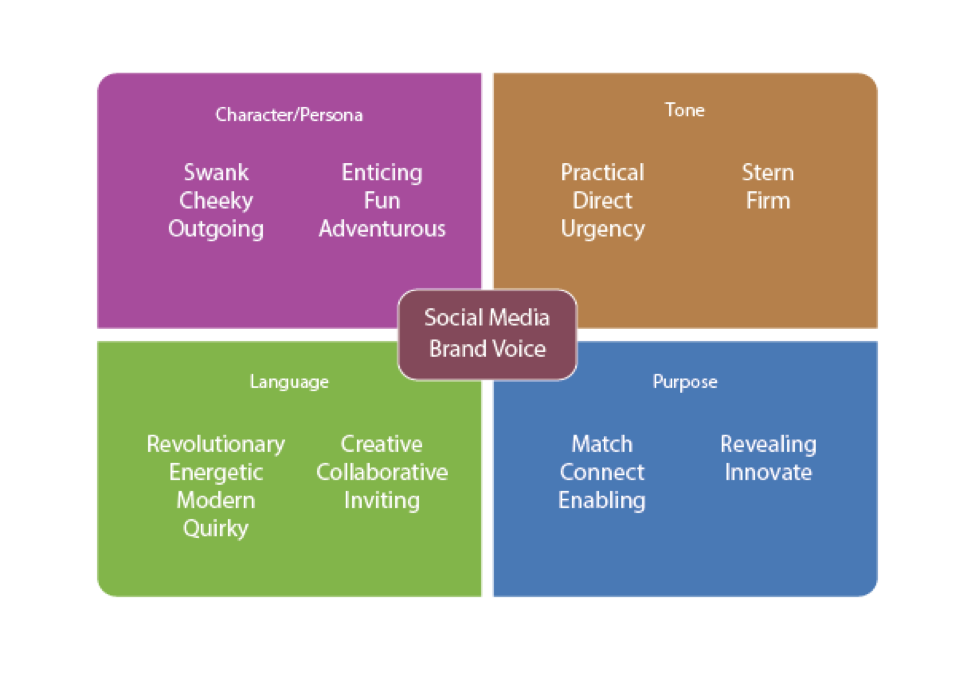 Character/Persona
Swank
Cheeky
Outgoing
Enticing
Fun
Adventurous
Tone
Practical
Direct
Urgency
Stern
Firm
Social Media
Brand Voice
Language
Revolutionary
Energetic
Modern
Quirky
Creative
Collaborative
Inviting
Purpose
Match
Connect
Enabling
Revealing
Innovate